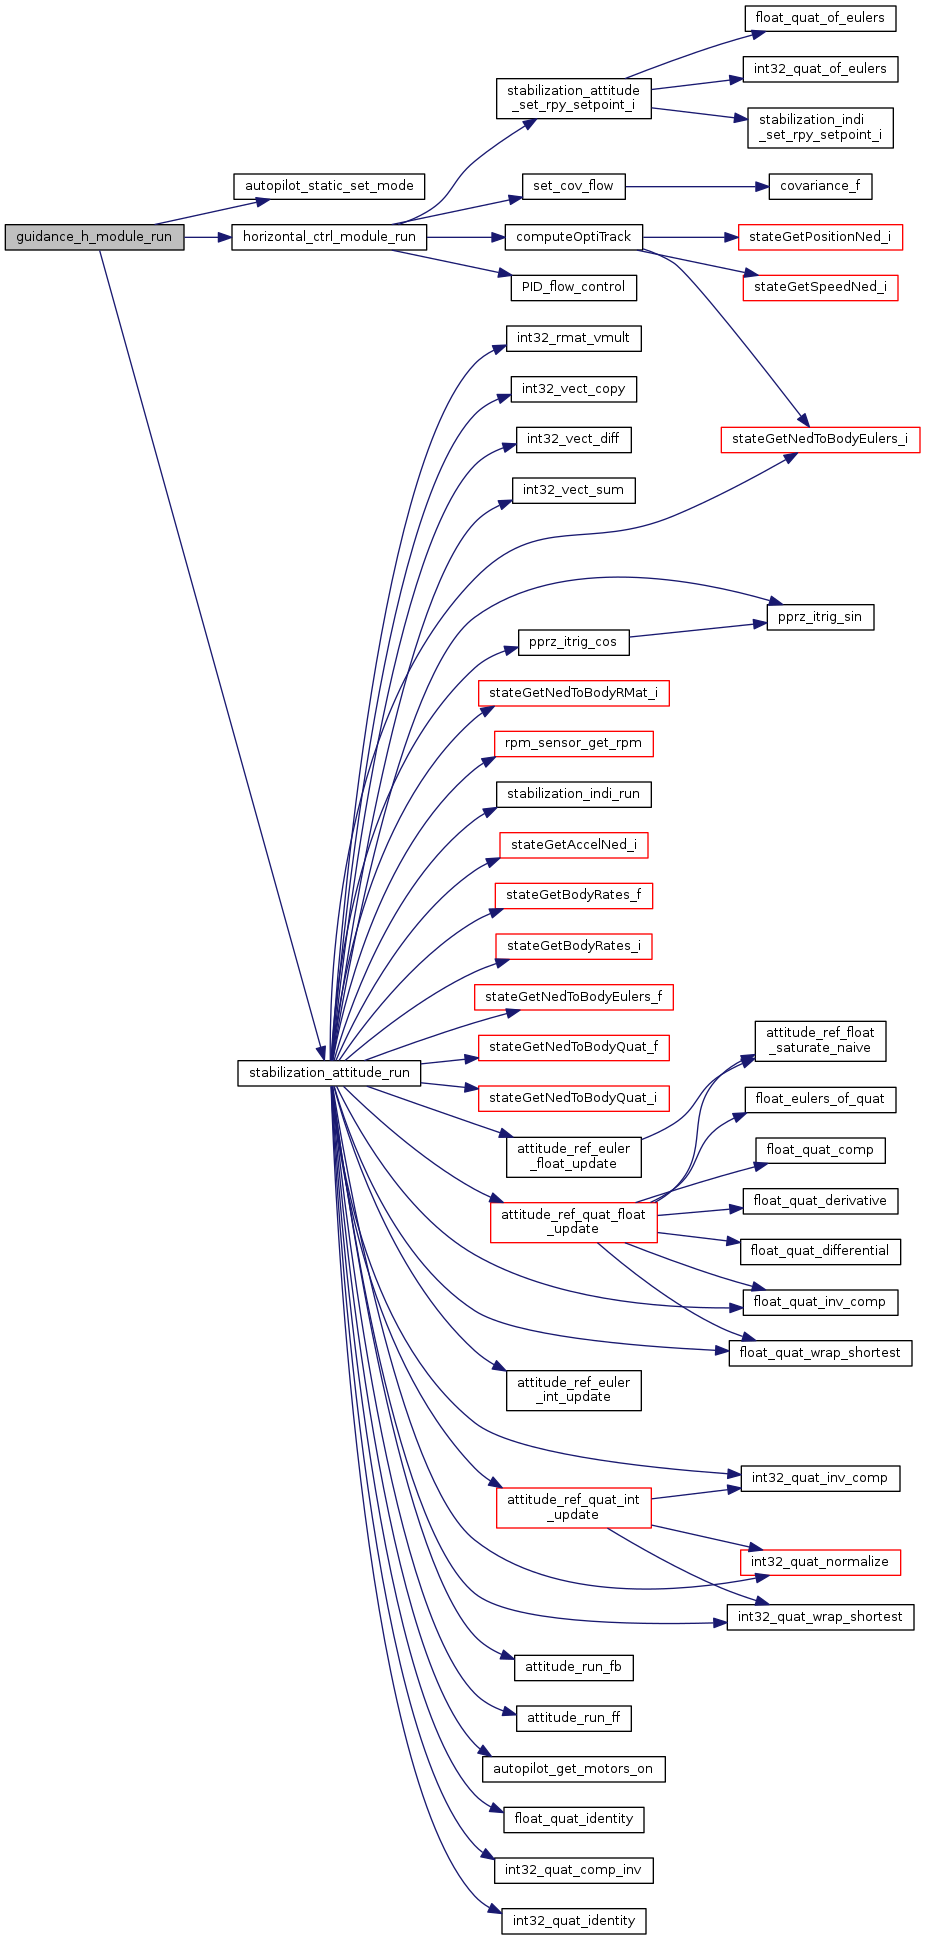 float_quat_of_eulers
int32_quat_of_eulers
stabilization_attitude
_set_rpy_setpoint_i
stabilization_indi
_set_rpy_setpoint_i
autopilot_static_set_mode
set_cov_flow
covariance_f
guidance_h_module_run
horizontal_ctrl_module_run
computeOptiTrack
stateGetPositionNed_i
PID_flow_control
stateGetSpeedNed_i
int32_rmat_vmult
int32_vect_copy
int32_vect_diff
stateGetNedToBodyEulers_i
int32_vect_sum
pprz_itrig_sin
pprz_itrig_cos
stateGetNedToBodyRMat_i
rpm_sensor_get_rpm
stabilization_indi_run
stateGetAccelNed_i
stateGetBodyRates_f
stateGetBodyRates_i
stateGetNedToBodyEulers_f
stateGetNedToBodyQuat_f
attitude_ref_float
_saturate_naive
stabilization_attitude_run
stateGetNedToBodyQuat_i
float_eulers_of_quat
attitude_ref_euler
_float_update
float_quat_comp
attitude_ref_quat_float
_update
float_quat_derivative
float_quat_differential
float_quat_inv_comp
float_quat_wrap_shortest
attitude_ref_euler
_int_update
int32_quat_inv_comp
attitude_ref_quat_int
_update
int32_quat_normalize
int32_quat_wrap_shortest
attitude_run_fb
attitude_run_ff
autopilot_get_motors_on
float_quat_identity
int32_quat_comp_inv
int32_quat_identity